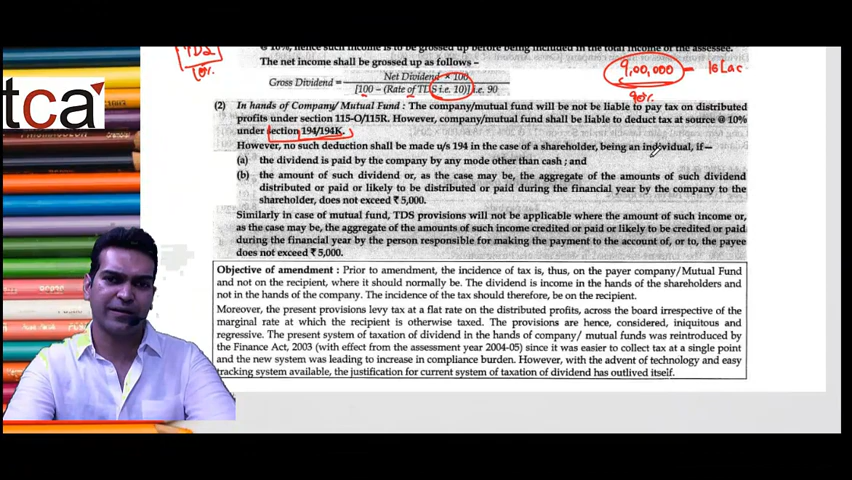 TDS
10%
@ 10%, hence such income is to be grossed up before being included in the total income of the assessee.
The net income shall be grossed up as follows –
Gross Dividend = Net Dividend × 100
[100 – (Rate of TDS i.e. 10)] i.e. 90
9,00,000 – 10 Lac
90%
tca
(2) In hands of Company/Mutual Fund : The company/mutual fund will be not be liable to pay tax on distributed
profits under section 115-O/115R. However, company/mutual fund shall be liable to deduct tax at source @ 10%
under section 194/194K.
However, no such deduction shall be made u/s 194 in the case of a shareholder, being an individual, if—
(a) the dividend is paid by the company by any mode other than cash ; and
(b) the amount of such dividend or, as the case may be, the aggregate of the amounts of such dividend
distributed or paid or likely to be distributed or paid during the financial year by the company to the
shareholder, does not exceed ₹ 5,000.
Similarly in case of mutual fund, TDS provisions will not be applicable where the amount of such income or,
as the case may be, the aggregate of the amounts of such income credited or paid or likely to be credited or paid
during the financial year by the person responsible for making the payment to the account of, or to, the payee
does not exceed ₹ 5,000.
Objective of amendment : Prior to amendment, the incidence of tax is, thus, on the payer company/Mutual Fund
and not on the recipient, where it should normally be. The dividend is income in the hands of the shareholders and
not in the hands of the company. The incidence of the tax should therefore, be on the recipient.
Moreover, the present provisions levy tax at a flat rate on the distributed profits, across the board irrespective of the
marginal rate at which the recipient is otherwise taxed. The provisions are hence, considered, iniquitous and
regressive. The present system of taxation of dividend in the hands of company/ mutual funds was reintroduced by
the Finance Act, 2003 (with effect from the assessment year 2004-05) since it was easier to collect tax at a single point
and the new system was leading to increase in compliance burden. However, with the advent of technology and easy
tracking system available, the justification for current system of taxation of dividend has outlived itself.